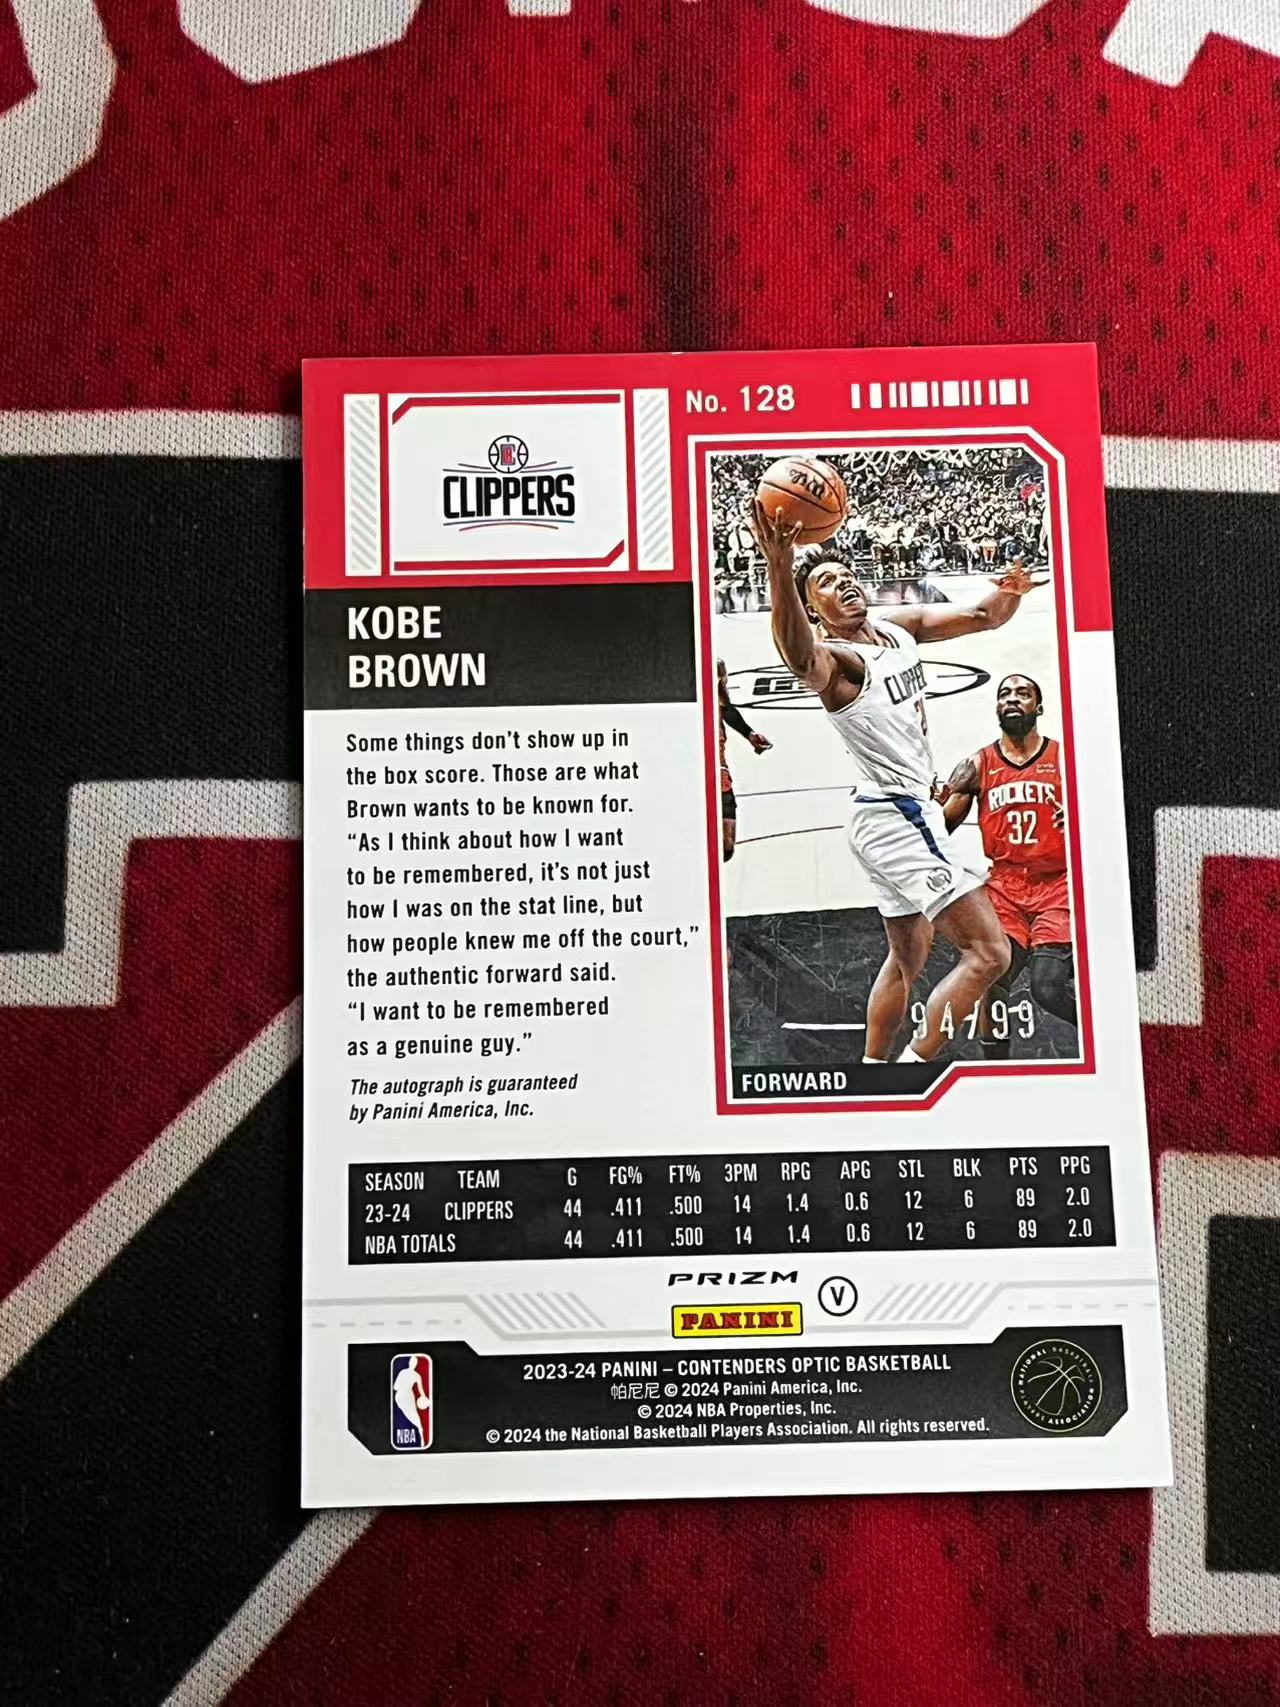 No. 128
CLIPPERS
KOBE
BROWN
Some things don't show up in
the box score. Those are what
Brown wants to be known for.
“As I think about how I want
to be remembered, it's not just
how I was on the stat line, but
how people knew me off the court,”
the authentic forward said.
“I want to be remembered
as a genuine guy.”
The autograph is guaranteed
by Panini America, Inc.
ROCKETS
32
94/99
FORWARD
SEASON TEAM G FG% FT% 3PM RPG APG STL BLK PTS PPG
23-24 CLIPPERS 44 .411 .500 14 1.4 0.6 12 6 89 2.0
NBA TOTALS 44 .411 .500 14 1.4 0.6 12 6 89 2.0
PRIZM
PANINI
V
2023-24 PANINI – CONTENDERS OPTIC BASKETBALL
帕尼尼 © 2024 Panini America, Inc.
© 2024 NBA Properties, Inc.
© 2024 the National Basketball Players Association. All rights reserved.
NBA
NATIONAL BASKETBALL PLAYERS ASSOCIATION